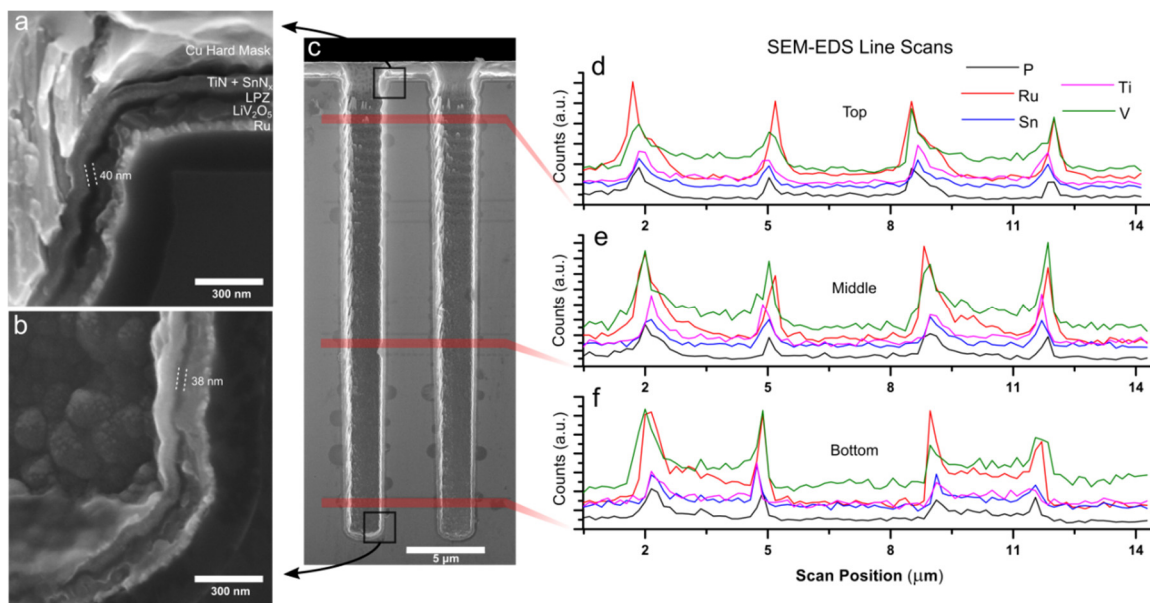 a
Cu Hard Mask
TiN + SnNₓ
LPZ
LiV₂O₅
Ru
40 nm
300 nm
b
38 nm
300 nm
c
5 µm
SEM-EDS Line Scans
d
P
Ru
Sn
Ti
V
Top
Counts (a.u.)
2 5 8 11 14
e
Middle
Counts (a.u.)
2 5 8 11 14
f
Bottom
Counts (a.u.)
2 5 8 11 14
Scan Position (µm)